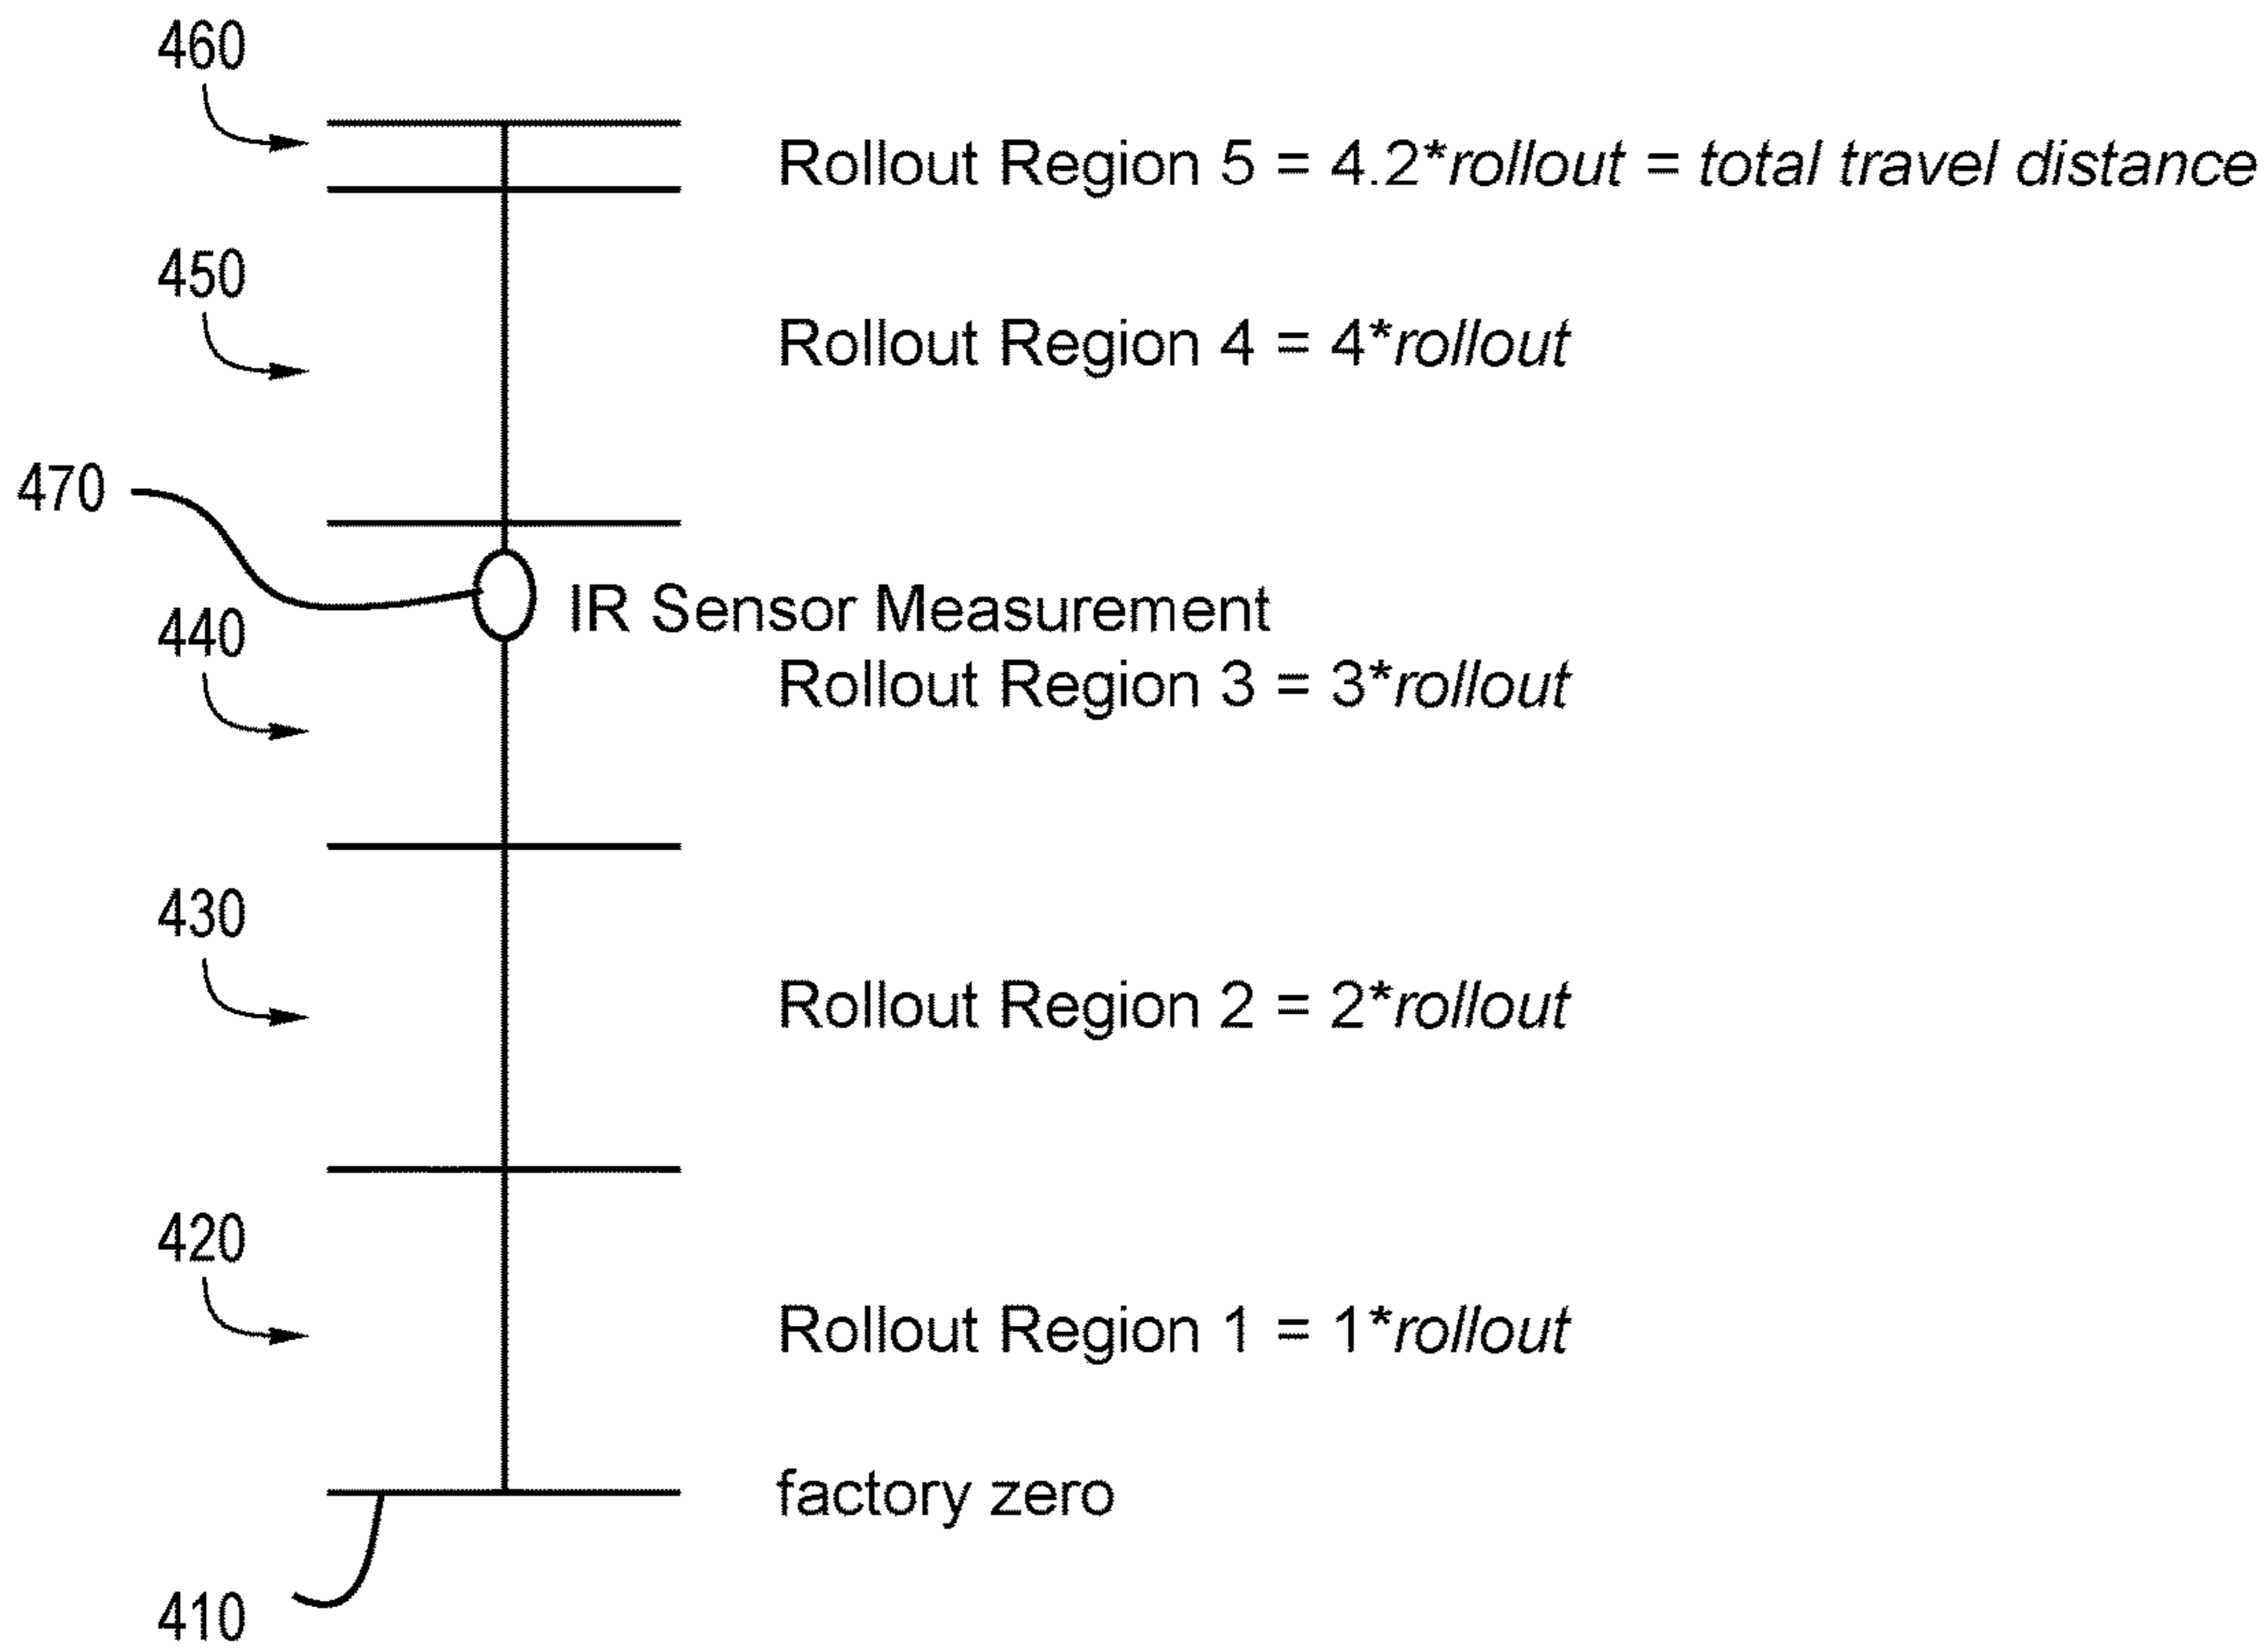 460
Rollout Region 5 = 4.2*rollout = total travel distance
450
Rollout Region 4 = 4*rollout
470
IR Sensor Measurement
440
Rollout Region 3 = 3*rollout
430
Rollout Region 2 = 2*rollout
420
Rollout Region 1 = 1*rollout
factory zero
410